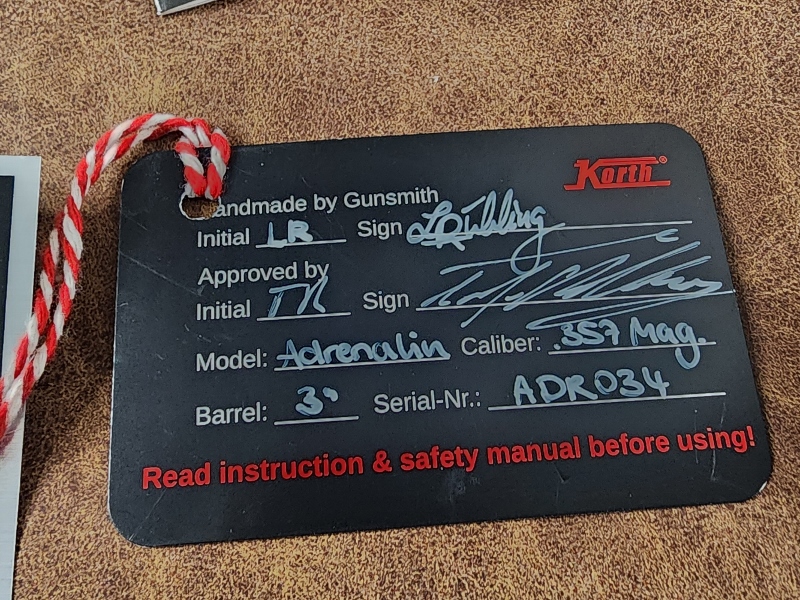 Korth®
andmade by Gunsmith
Initial LR Sign
Approved by
Initial TK Sign
Model: Adrenalin Caliber: .357 Mag.
Barrel: 3" Serial-Nr.: ADR034
Read instruction & safety manual before using!